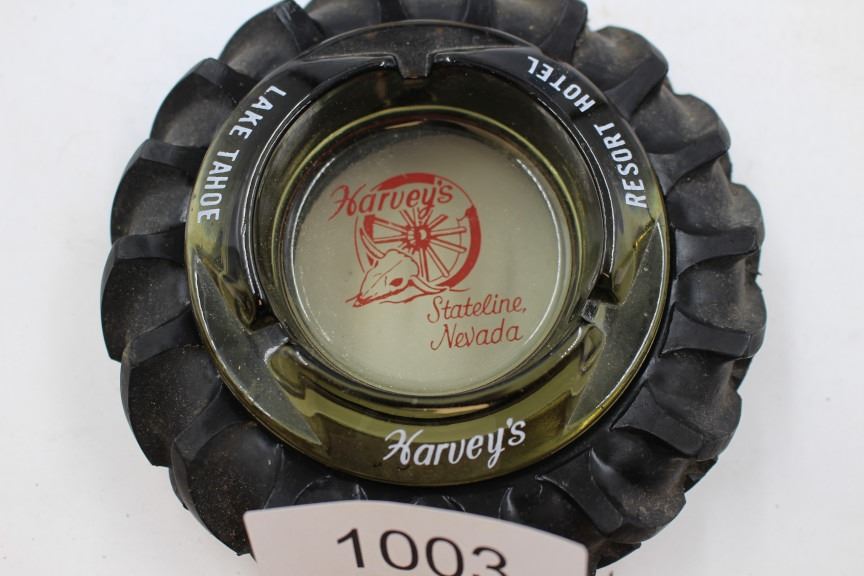 LAKE TAHOE
RESORT HOTEL
Harvey's
Stateline,
Nevada
Harvey's
1003